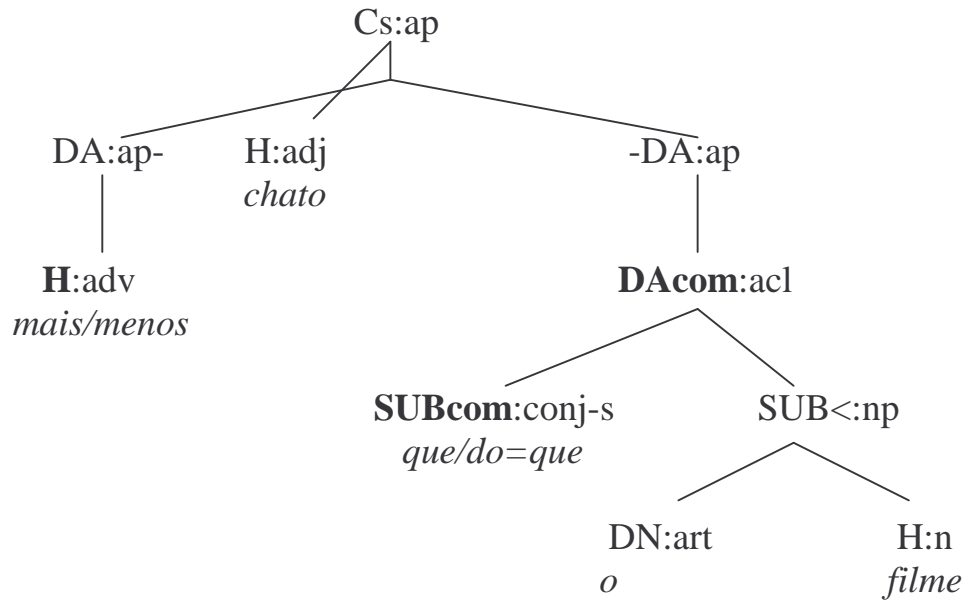 Cs:ap
DA:ap- H:adj -DA:ap
chato
H:adv DAcom:acl
mais/menos
SUBcom:conj-s SUB<:np
que/do=que
DN:art H:n
o filme